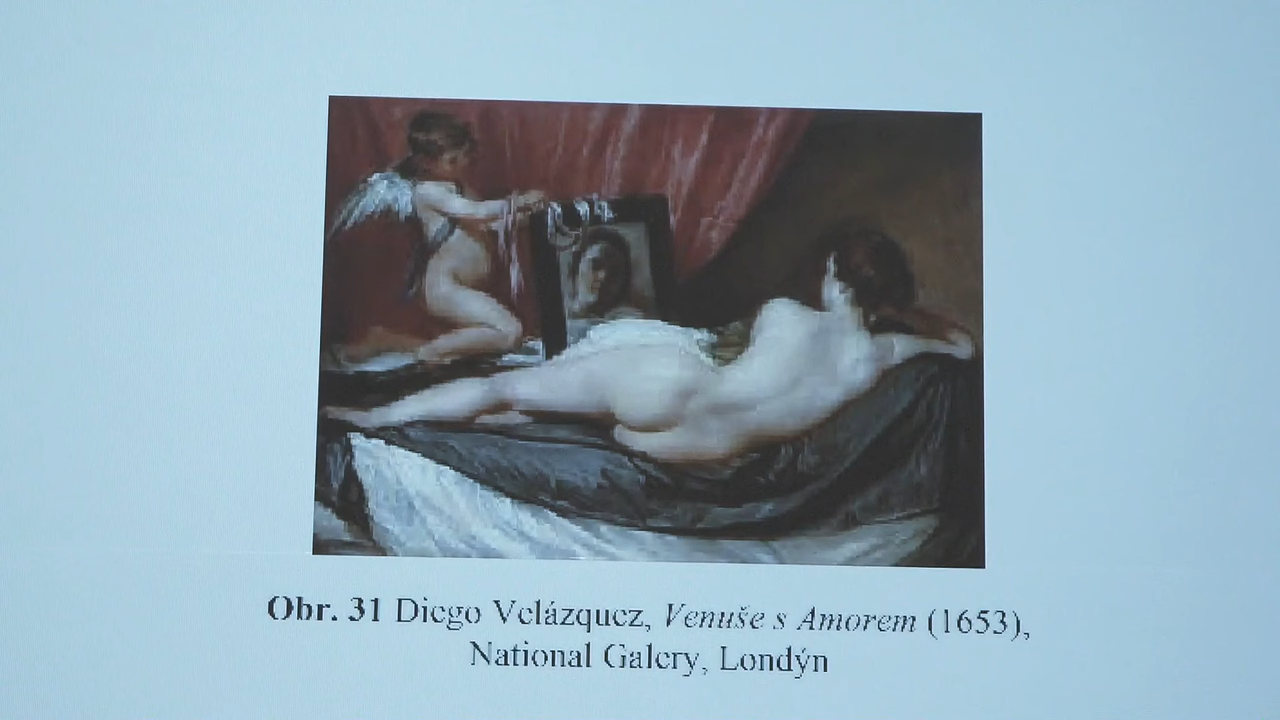 Obr. 31 Diego Velázquez, Venuše s Amorem (1653),
National Galery, Londýn